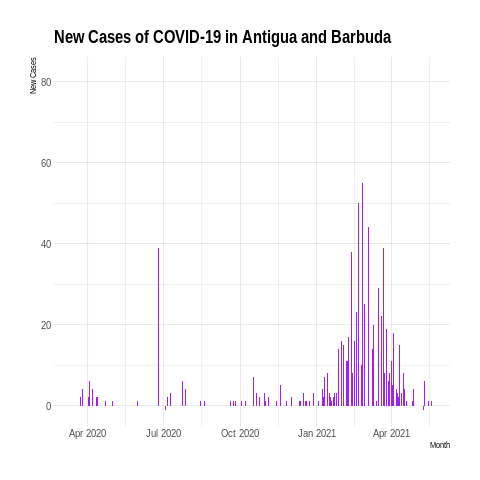 New Cases of COVID-19 in Antigua and Barbuda
New Cases
80
60
40
20
0
Apr 2020 Jul 2020 Oct 2020 Jan 2021 Apr 2021
Month